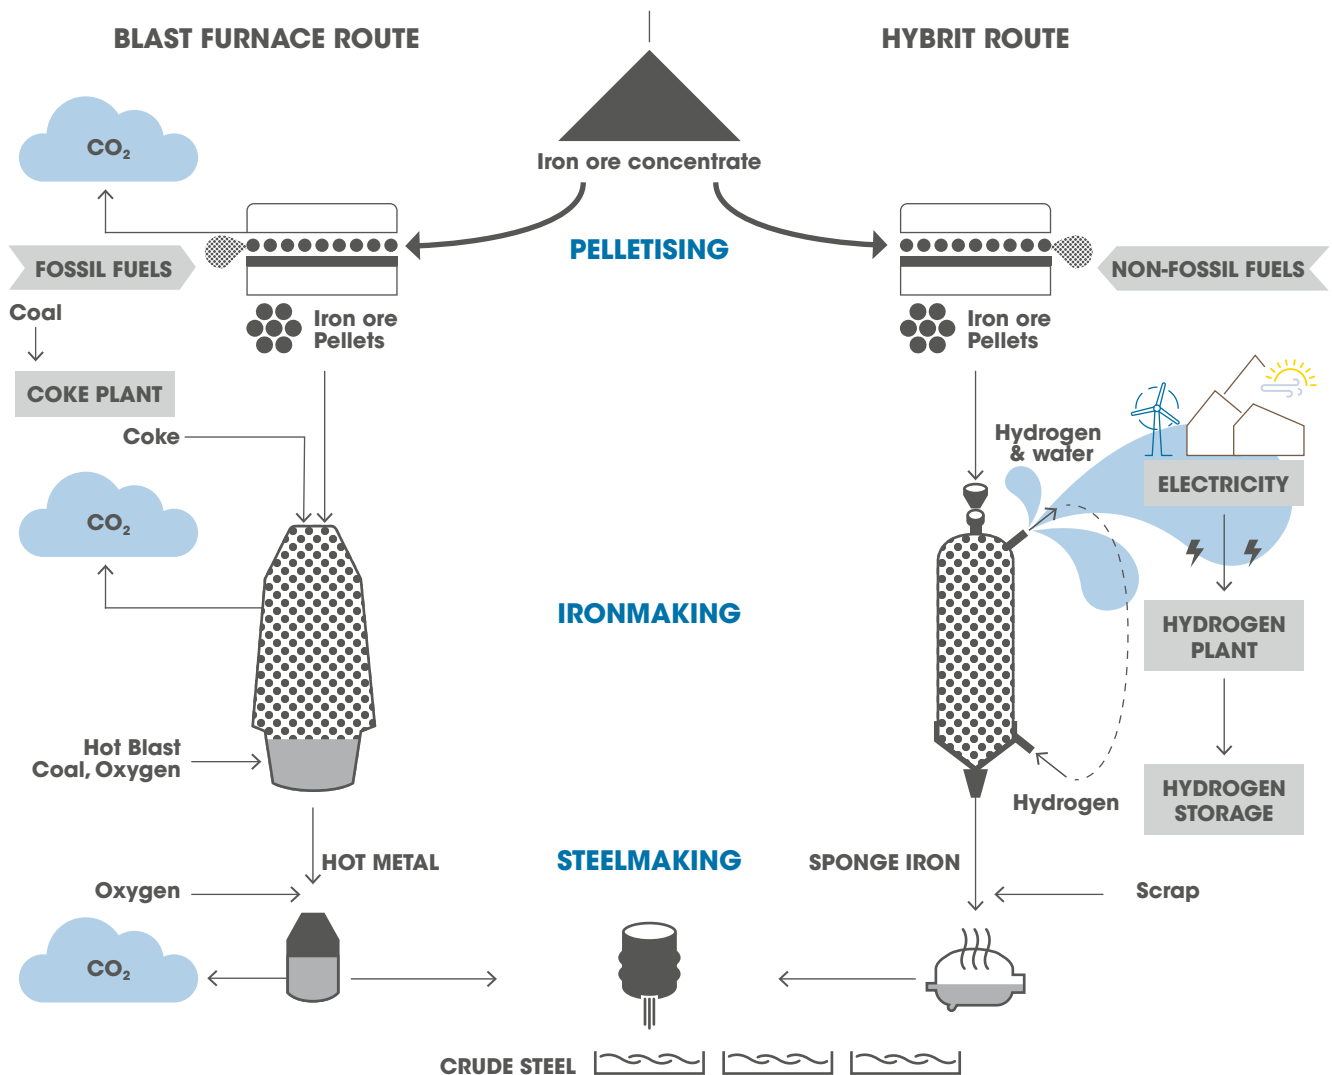 BLAST FURNACE ROUTE
HYBRIT ROUTE
CO₂
Iron ore concentrate
PELLETISING
FOSSIL FUELS
NON-FOSSIL FUELS
Coal
Iron ore
Pellets
Iron ore
Pellets
COKE PLANT
Coke
Hydrogen
& water
ELECTRICITY
CO₂
IRONMAKING
HYDROGEN
PLANT
Hot Blast
Coal, Oxygen
Hydrogen
HYDROGEN
STORAGE
HOT METAL
STEELMAKING
SPONGE IRON
Oxygen
Scrap
CO₂
CRUDE STEEL